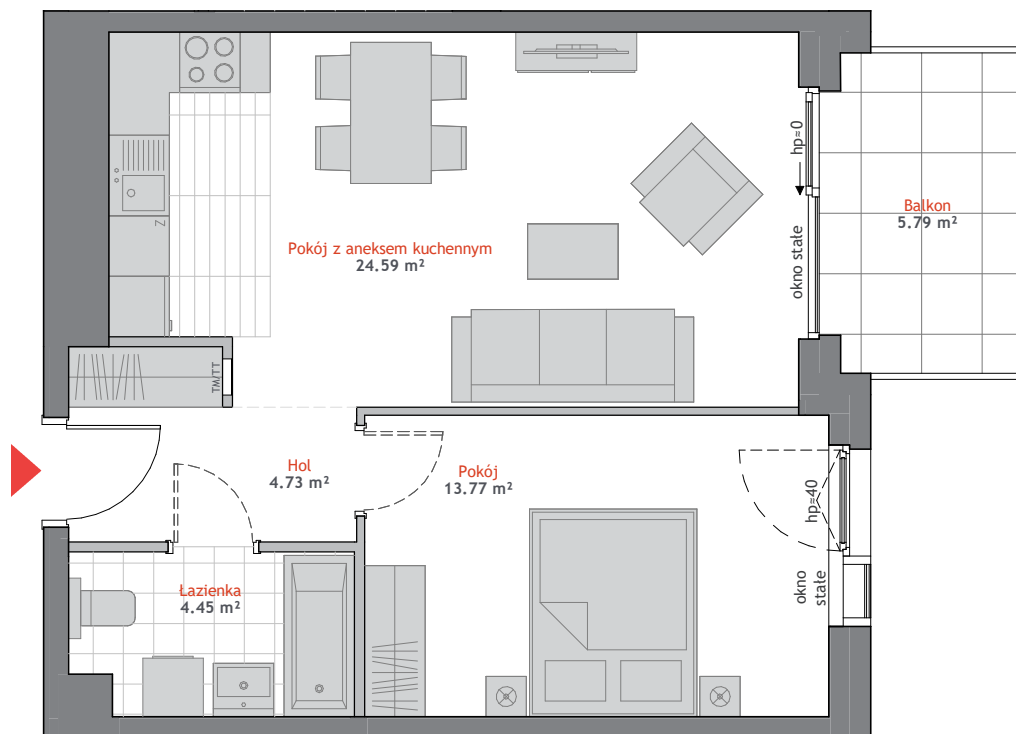 hp≈0
Balkon
5.79 m²
Z
Pokój z aneksem kuchennym
24.59 m²
okno stałe
TM/TT
Hol
4.73 m²
Pokój
13.77 m²
hp≈40
okno
stałe
Łazienka
4.45 m²